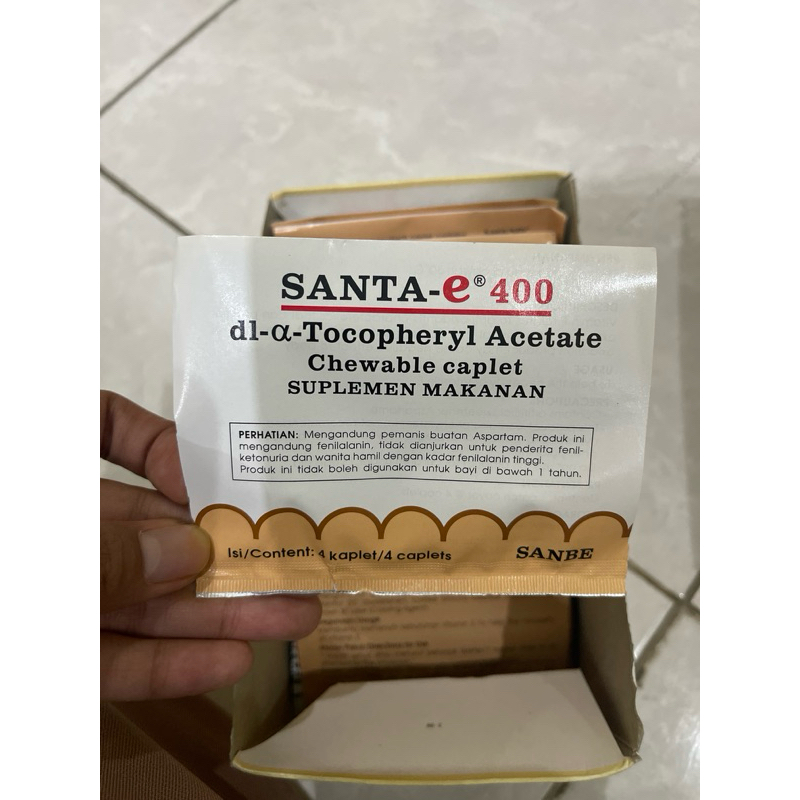 SANTA-e® 400
dl-α-Tocopheryl Acetate
Chewable caplet
SUPLEMEN MAKANAN
PERHATIAN: Mengandung pemanis buatan Aspartam. Produk ini
mengandung fenilalanin, tidak dianjurkan untuk penderita fenil-
ketonuria dan wanita hamil dengan kadar fenilalanin tinggi.
Produk ini tidak boleh digunakan untuk bayi di bawah 1 tahun.
Isi/Content: 4 kaplet/4 caplets
SANBE